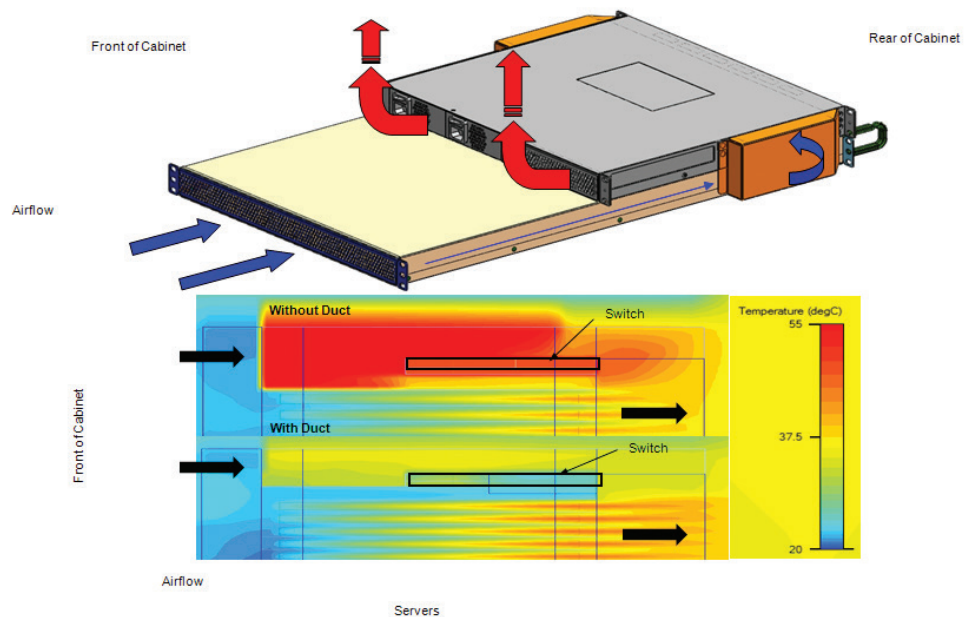 Front of Cabinet
Rear of Cabinet
Airflow
Without Duct
Switch
Temperature (degC)
55
37.5
20
With Duct
Switch
Front of Cabinet
Airflow
Servers